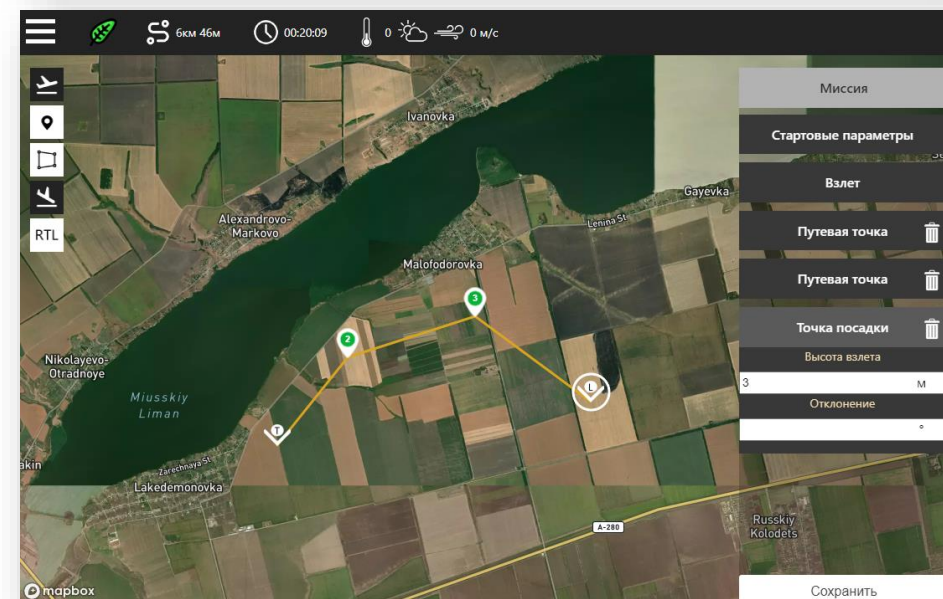 6км 46м
00:20:09
0
0 м/с
RTL
Миссия
Стартовые параметры
Взлет
Путевая точка
Путевая точка
Точка посадки
Высота взлета
3 м
Отклонение
°
Ivanovka
Gayevka
Lenina St
Alexandrovo-
Markovo
Malofodorovka
3
2
Nikolayevo-
Otradnoye
Miusskiy
Liman
L
T
akin
Zarechnaya St
Lakedemonovka
A-280
Russkiy
Kolodets
mapbox
Сохранить